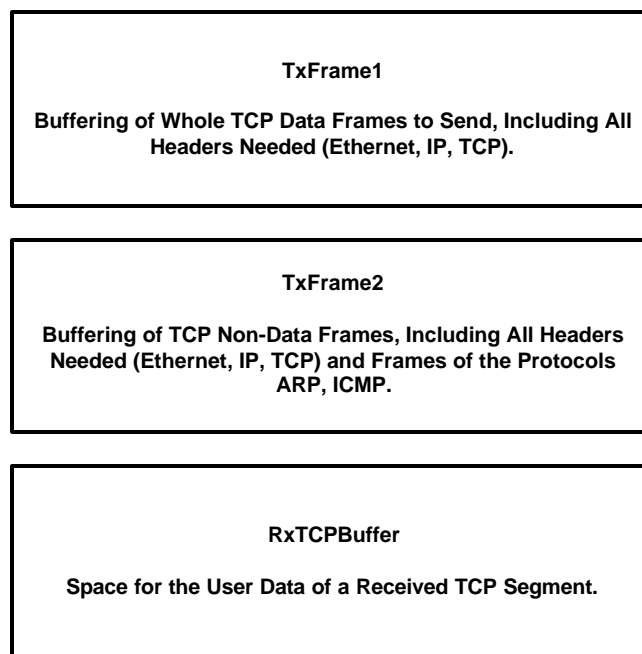 TxFrame1
Buffering of Whole TCP Data Frames to Send, Including All
Headers Needed (Ethernet, IP, TCP).
TxFrame2
Buffering of TCP Non-Data Frames, Including All Headers
Needed (Ethernet, IP, TCP) and Frames of the Protocols
ARP, ICMP.
RxTCPBuffer
Space for the User Data of a Received TCP Segment.